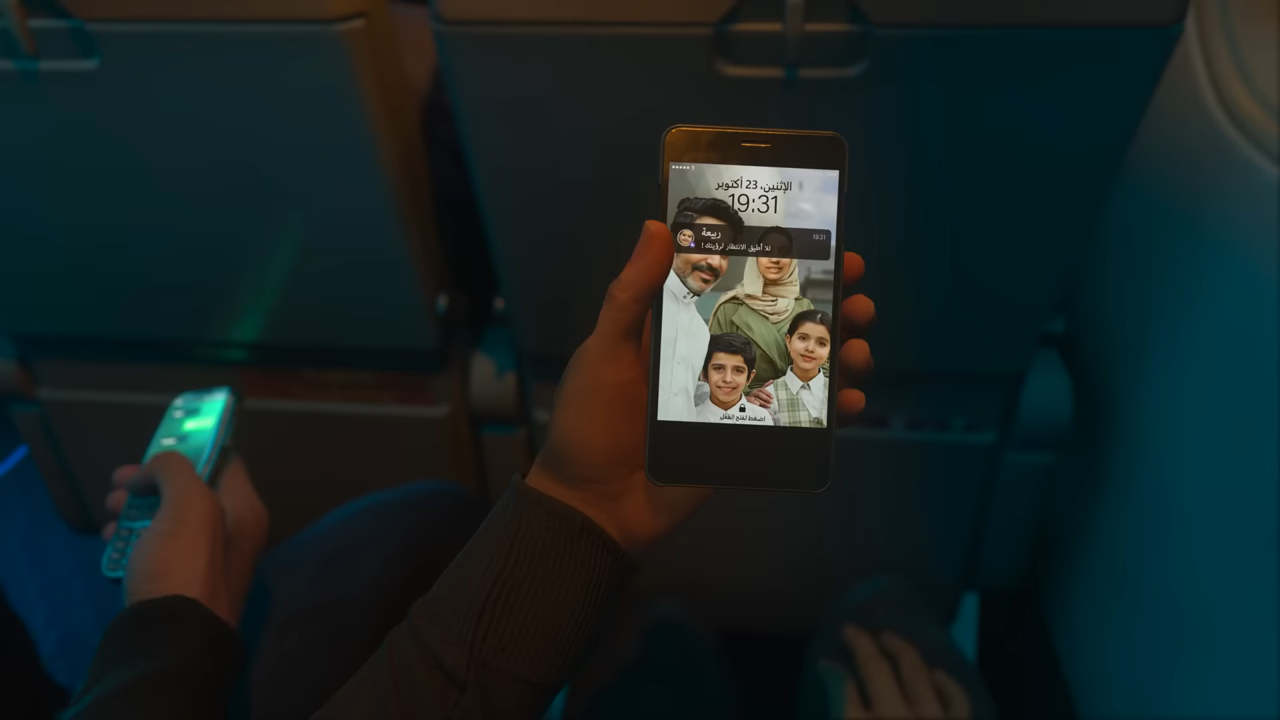 الإثنين، 23 أكتوبر
19:31
ربيعة
19:31
لا أطيق الانتظار لرؤيتك !
اضغط لفتح القفل